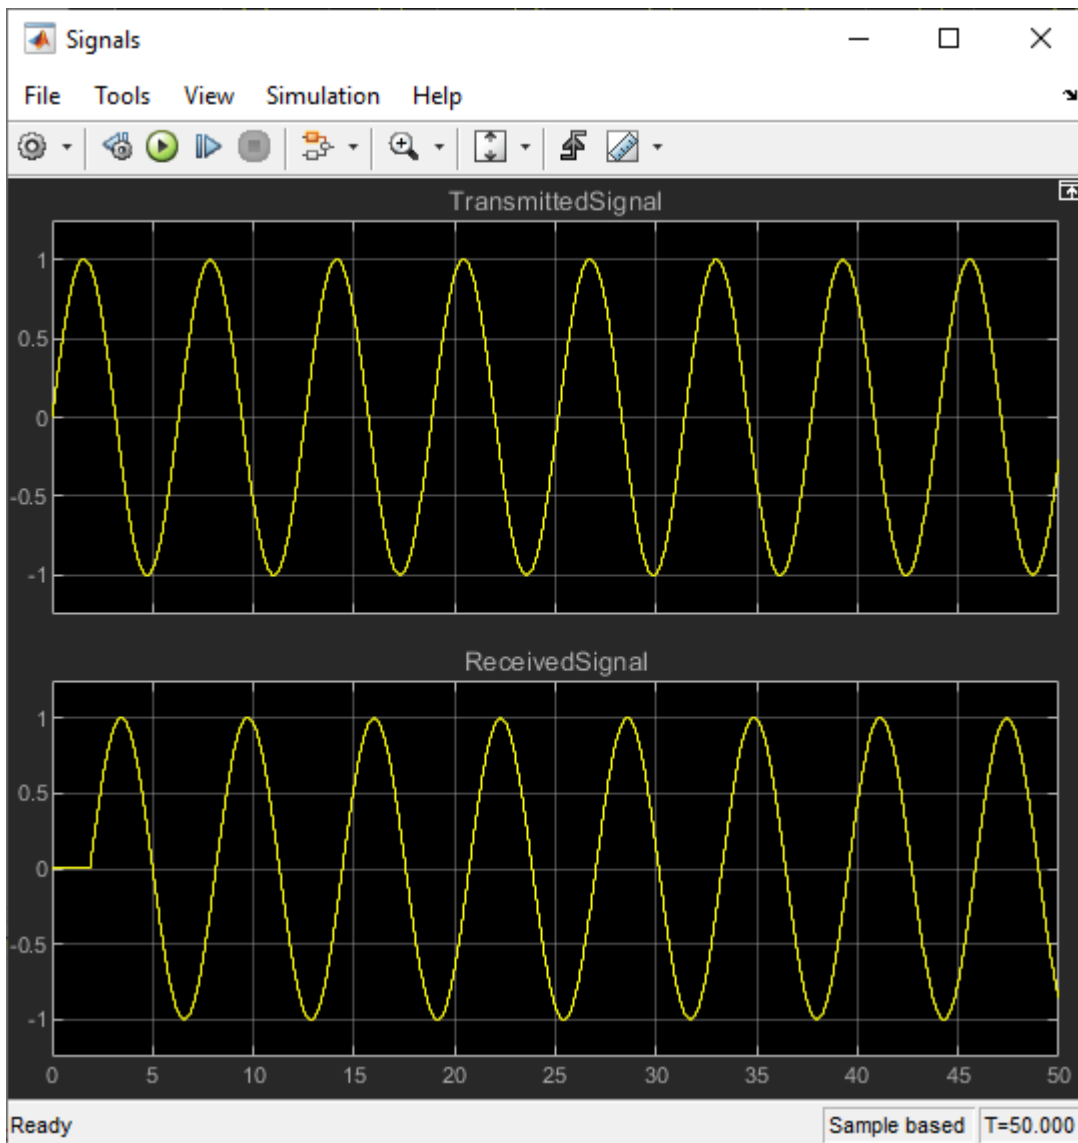 Signals
File Tools View Simulation Help
TransmittedSignal
1
0.5
0
-0.5
-1
ReceivedSignal
1
0.5
0
-0.5
-1
0 5 10 15 20 25 30 35 40 45 50
Ready Sample based T=50.000